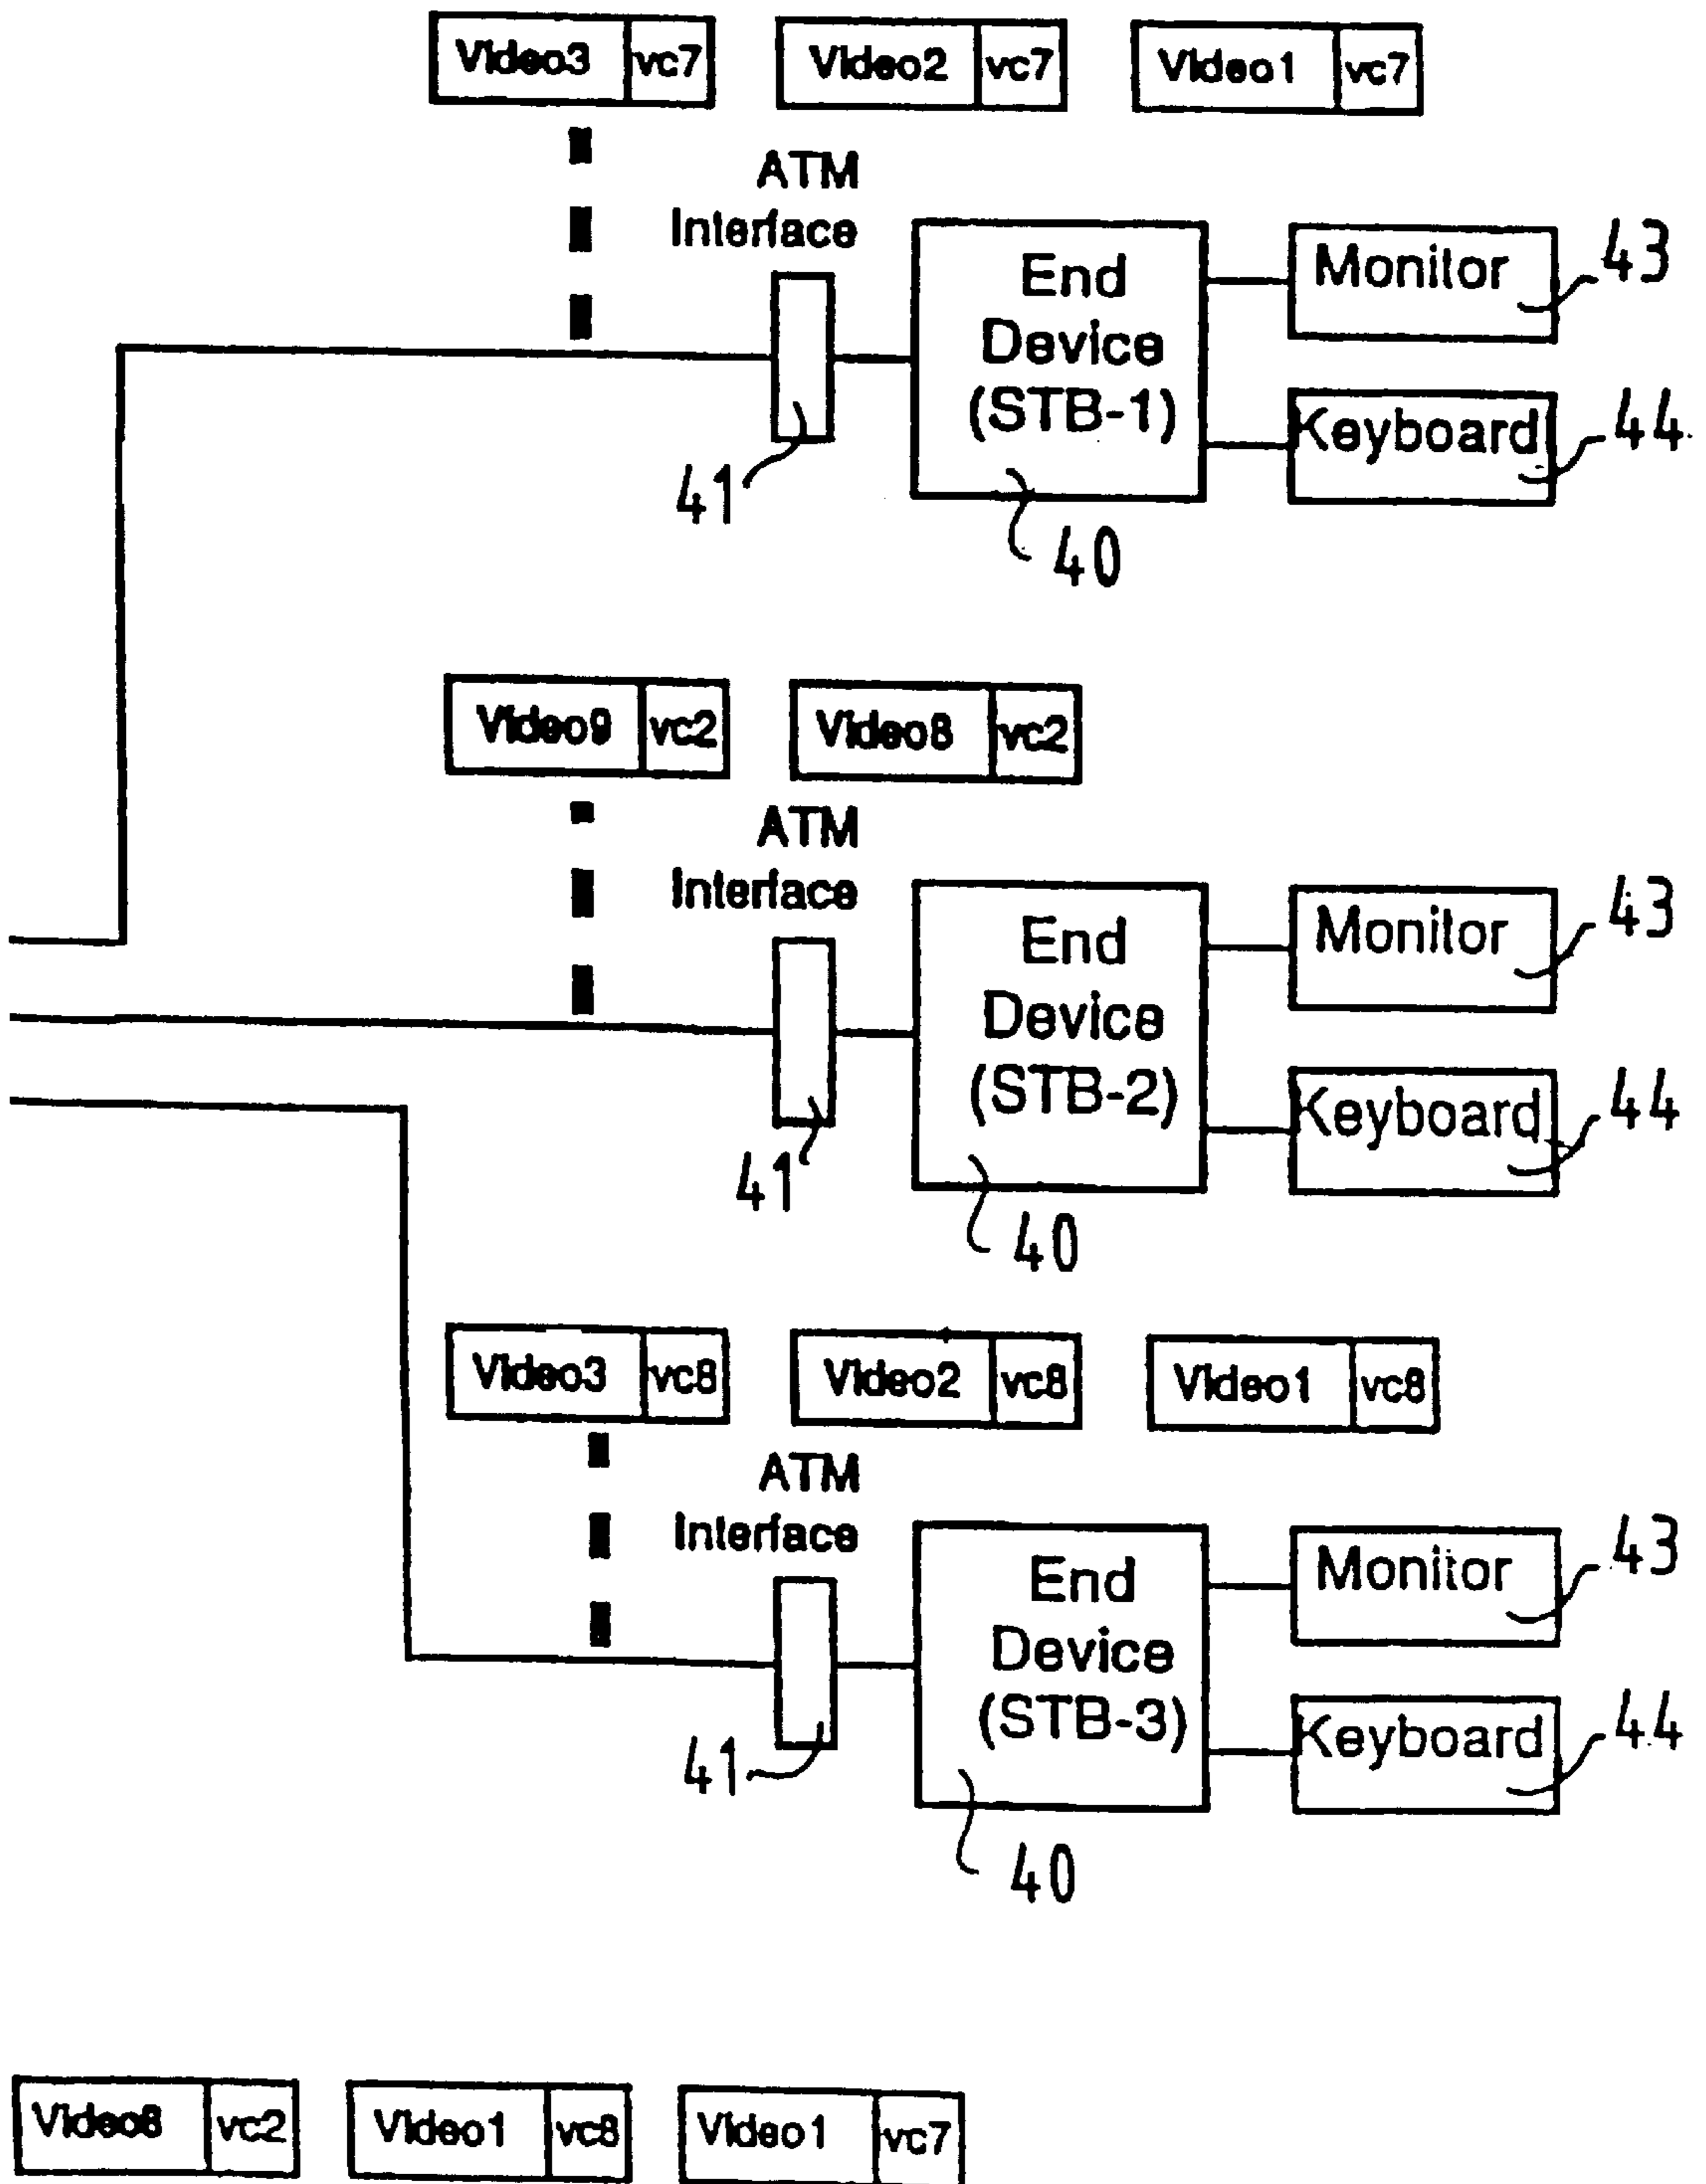 Video3 vc7 Video2 vc7 Video1 vc7
ATM
Interface
End
Device
(STB-1)
Monitor
43
Keyboard
44
41
40
Video9 vc2 Video8 vc2
ATM
Interface
End
Device
(STB-2)
Monitor
43
Keyboard
44
41
40
Video3 vc8 Video2 vc8 Video1 vc8
ATM
Interface
End
Device
(STB-3)
Monitor
43
Keyboard
44
41
40
Video8 vc2 Video1 vc8 Video1 vc7